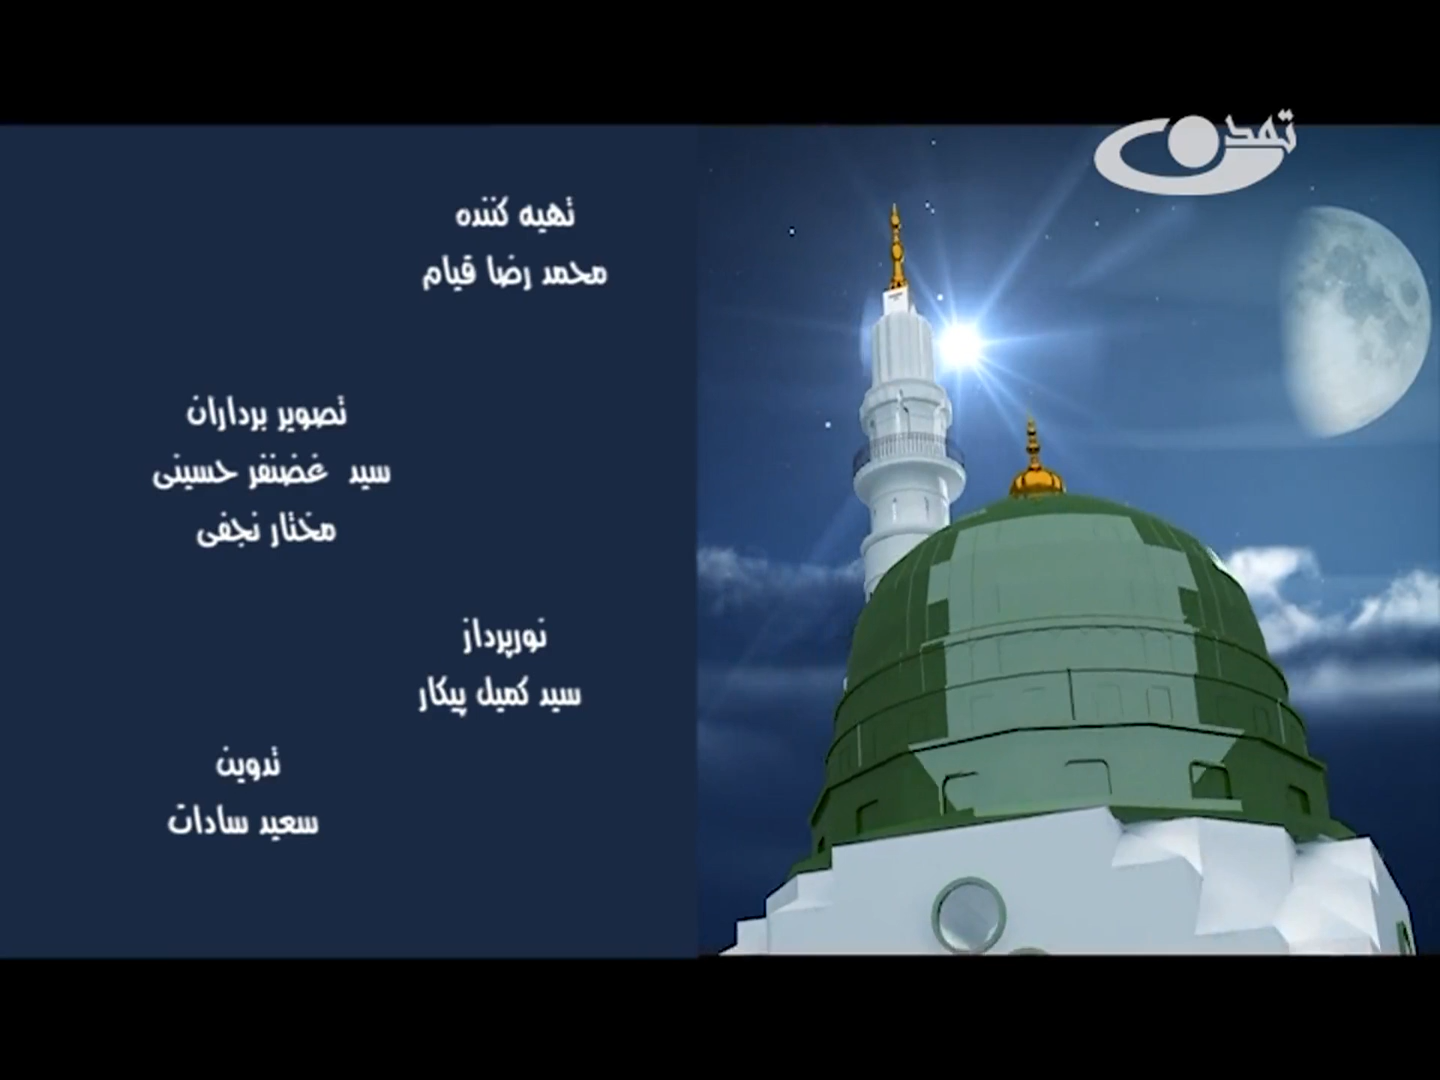 تمدن
تهیه کننده
محمد رضا قیام
تصویر برداران
سید غضنفر حسینی
مختار نجفی
نورپرداز
سید کمیل پیکار
تدوین
سعید سادات